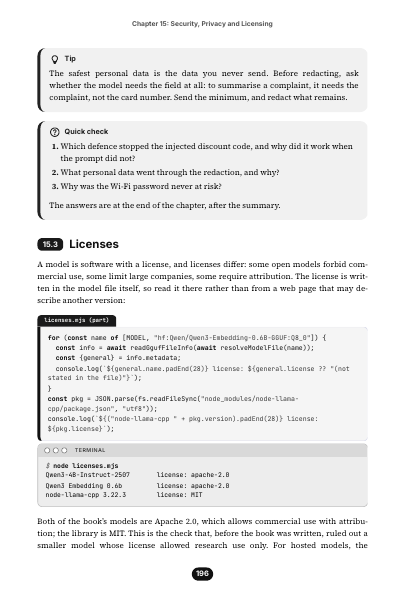 Chapter 15: Security, Privacy and Licensing
Tip
The safest personal data is the data you never send. Before redacting, ask
whether the model needs the field at all: to summarise a complaint, it needs the
complaint, not the card number. Send the minimum, and redact what remains.
Quick check
1. Which defence stopped the injected discount code, and why did it work when
the prompt did not?
2. What personal data went through the redaction, and why?
3. Why was the Wi-Fi password never at risk?
The answers are at the end of the chapter, after the summary.
15.3 Licenses
A model is software with a license, and licenses differ: some open models forbid com-
mercial use, some limit large companies, some require attribution. The license is writ-
ten in the model file itself, so read it there rather than from a web page that may de-
scribe another version:
licenses.mjs (part)
for (const name of [MODEL, "hf:Qwen/Qwen3-Embedding-0.6B-GGUF:Q8_0"]) {
const info = await readGgufFileInfo(await resolveModelFile(name));
const {general} = info.metadata;
console.log(`${general.name.padEnd(28)} license: ${general.license ?? "(not
stated in the file)"}`);
}
const pkg = JSON.parse(fs.readFileSync("node_modules/node-llama-
cpp/package.json", "utf8"));
console.log(`${("node-llama-cpp " + pkg.version).padEnd(28)} license:
${pkg.license}`);
TERMINAL
$ node licenses.mjs
Qwen3-4B-Instruct-2507 license: apache-2.0
Qwen3 Embedding 0.6b license: apache-2.0
node-llama-cpp 3.22.3 license: MIT
Both of the book's models are Apache 2.0, which allows commercial use with attribu-
tion; the library is MIT. This is the check that, before the book was written, ruled out a
smaller model whose license allowed research use only. For hosted models, the
196